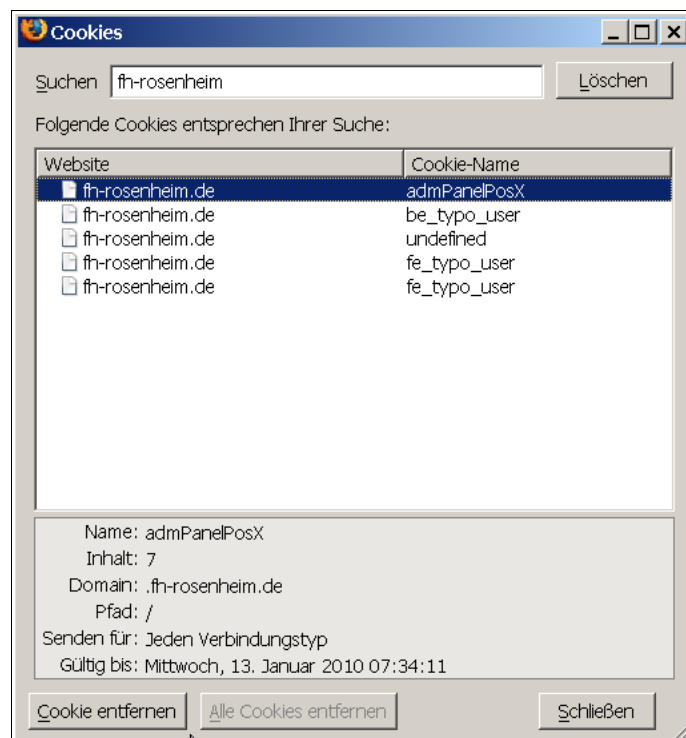 Cookies
Suchen fh-rosenheim Löschen
Folgende Cookies entsprechen Ihrer Suche:
Website Cookie-Name
fh-rosenheim.de admPanelPosX
fh-rosenheim.de be_typo_user
fh-rosenheim.de undefined
fh-rosenheim.de fe_typo_user
fh-rosenheim.de fe_typo_user
Name: admPanelPosX
Inhalt: 7
Domain: .fh-rosenheim.de
Pfad: /
Senden für: Jeden Verbindungstyp
Gültig bis: Mittwoch, 13. Januar 2010 07:34:11
Cookie entfernen Alle Cookies entfernen Schließen